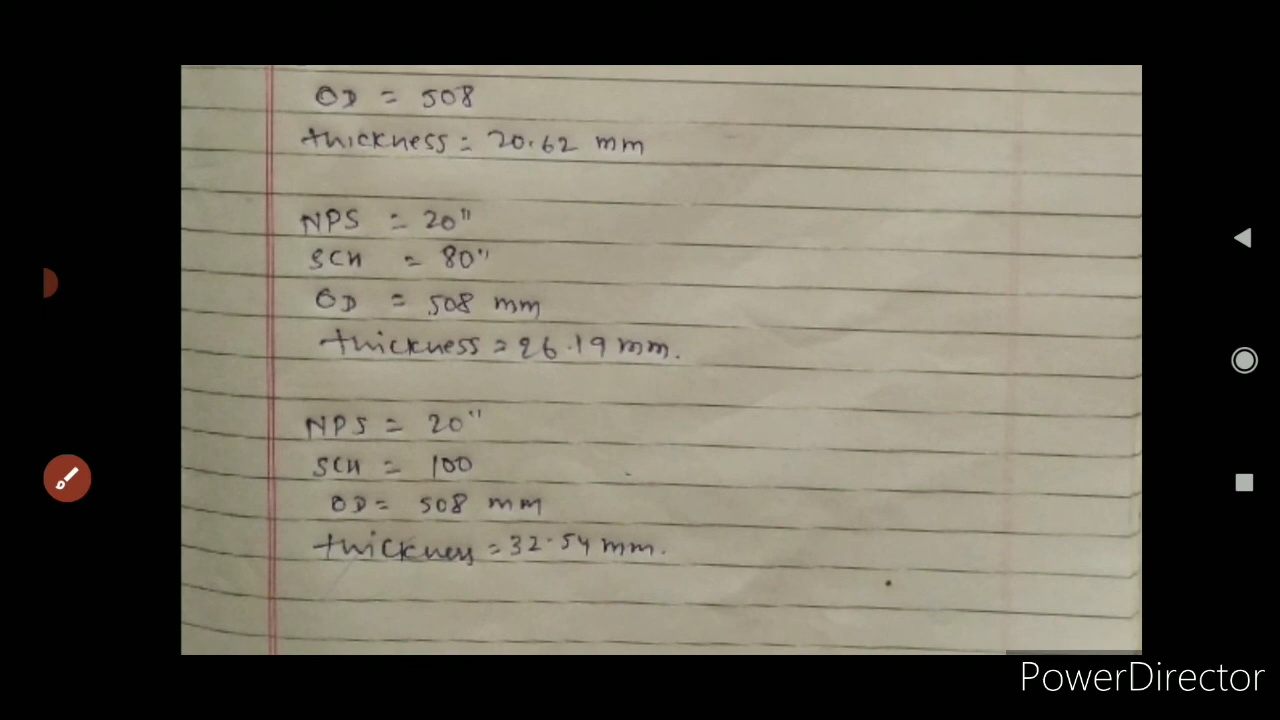 OD = 508
thickness = 20.62 mm
NPS = 20"
SCH = 80"
OD = 508 mm
thickness = 26.19 mm.
NPS = 20"
SCH = 100
OD = 508 mm
thickness = 32.54 mm.
PowerDirector